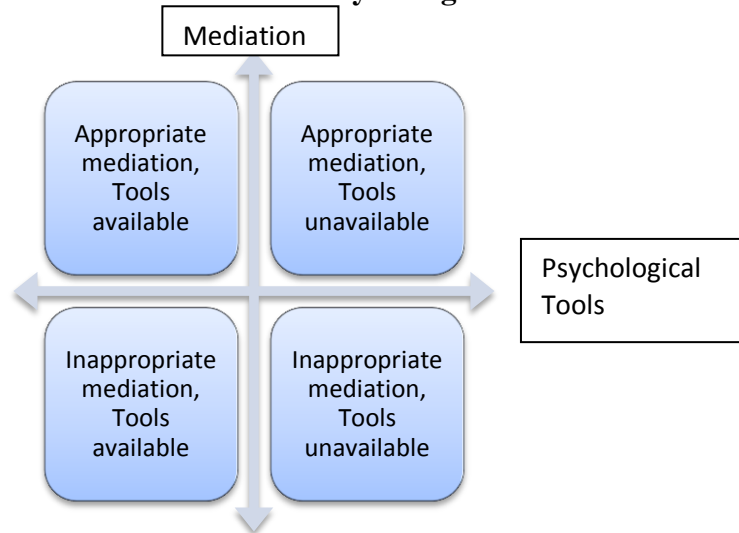 Mediation
Appropriate
mediation,
Tools
available
Appropriate
mediation,
Tools
unavailable
Psychological
Tools
Inappropriate
mediation,
Tools
available
Inappropriate
mediation,
Tools
unavailable